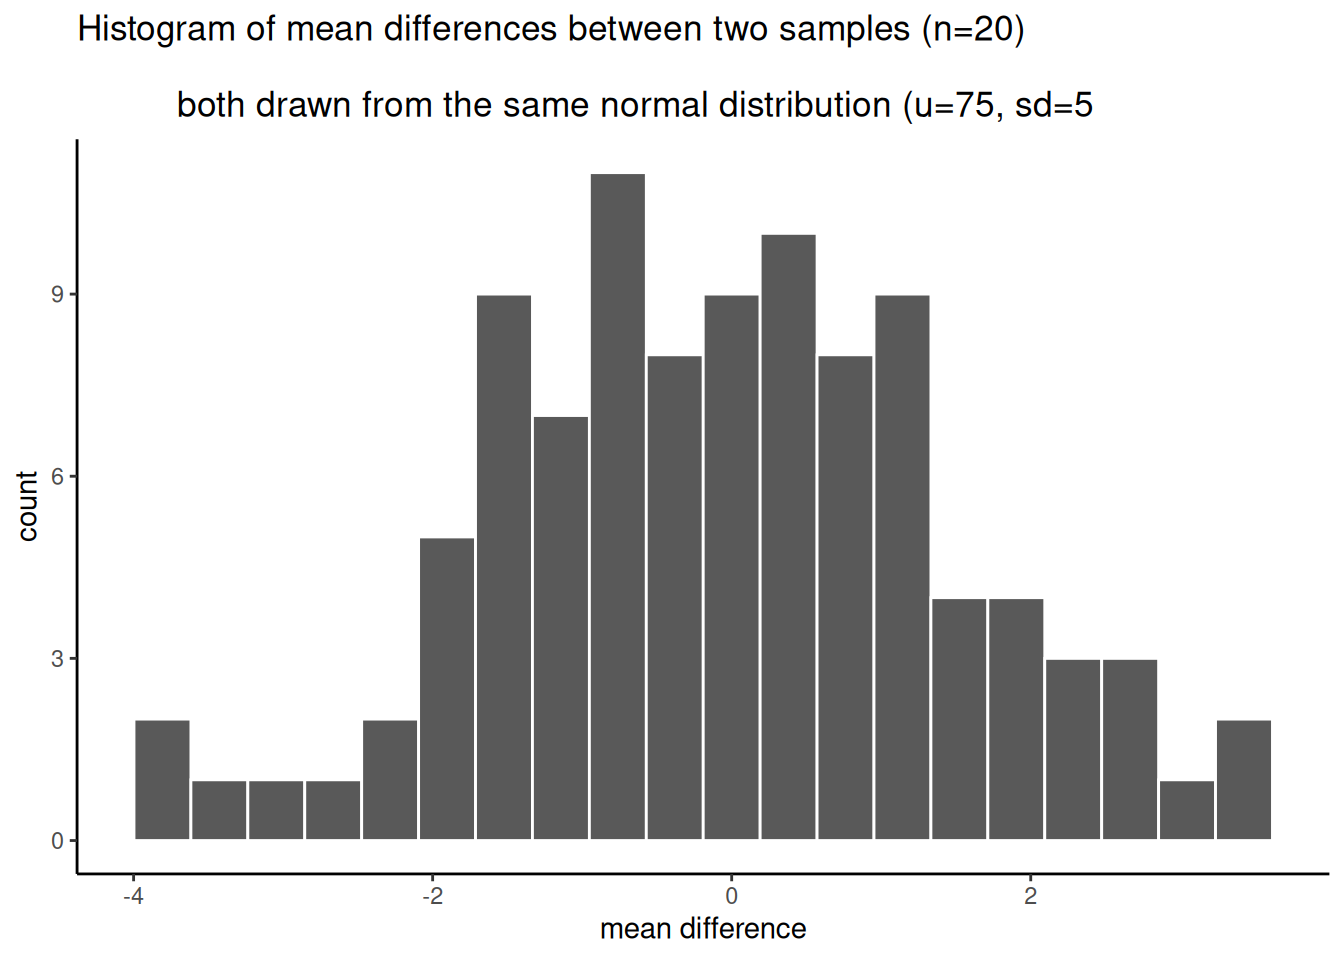 Histogram of mean differences between two samples (n=20)
both drawn from the same normal distribution (u=75, sd=5
9
6
3
0
count
-4
-2
0
2
mean difference